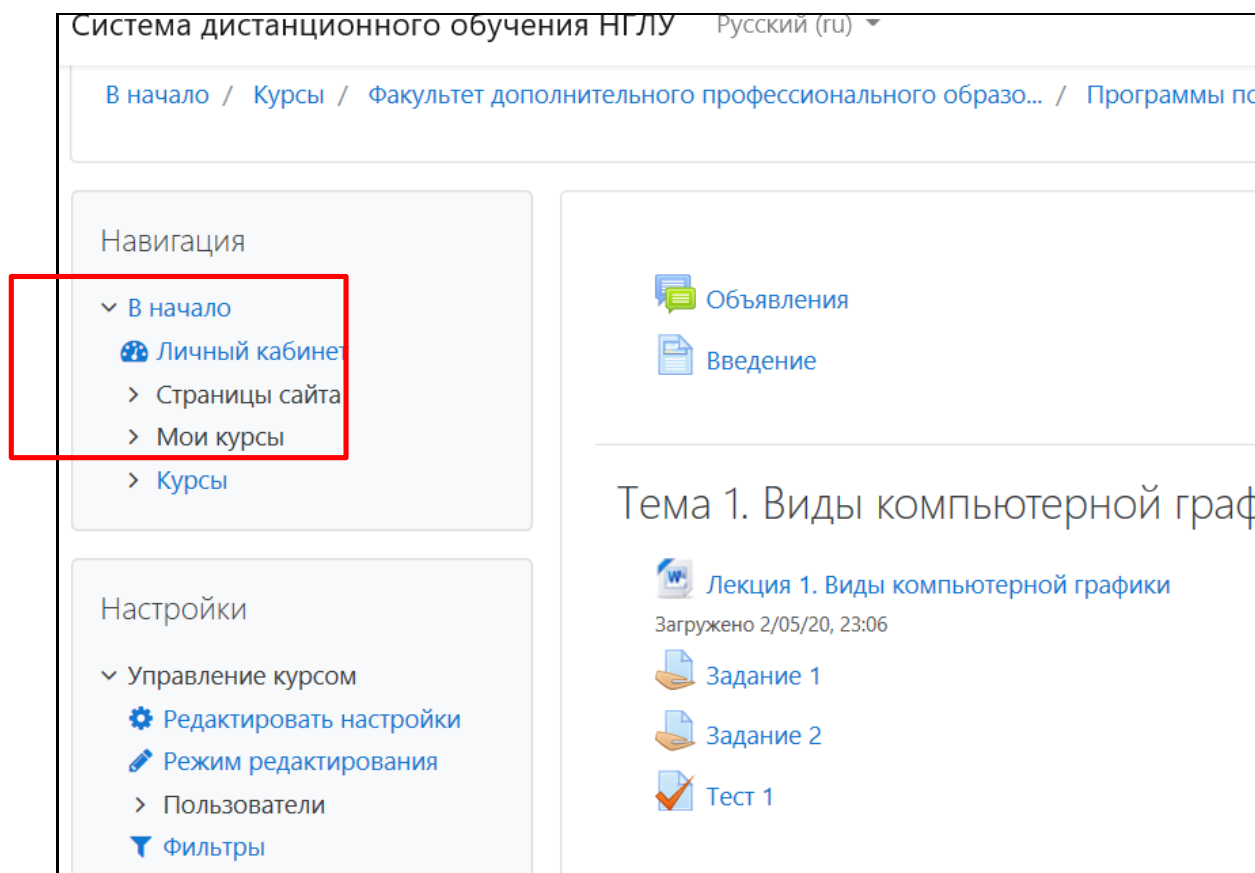 Система дистанционного обучения НГЛУ Русский (ru)
В начало / Курсы / Факультет дополнительного профессионального образо... / Программы
Навигация
В начало
Личный кабинет
Страницы сайта
Мои курсы
Курсы
Настройки
Управление курсом
Редактировать настройки
Режим редактирования
Пользователи
Фильтры
Объявления
Введение
Тема 1. Виды компьютерной
Лекция 1. Виды компьютерной графики
Загружено 2/05/20, 23:06
Задание 1
Задание 2
Тест 1